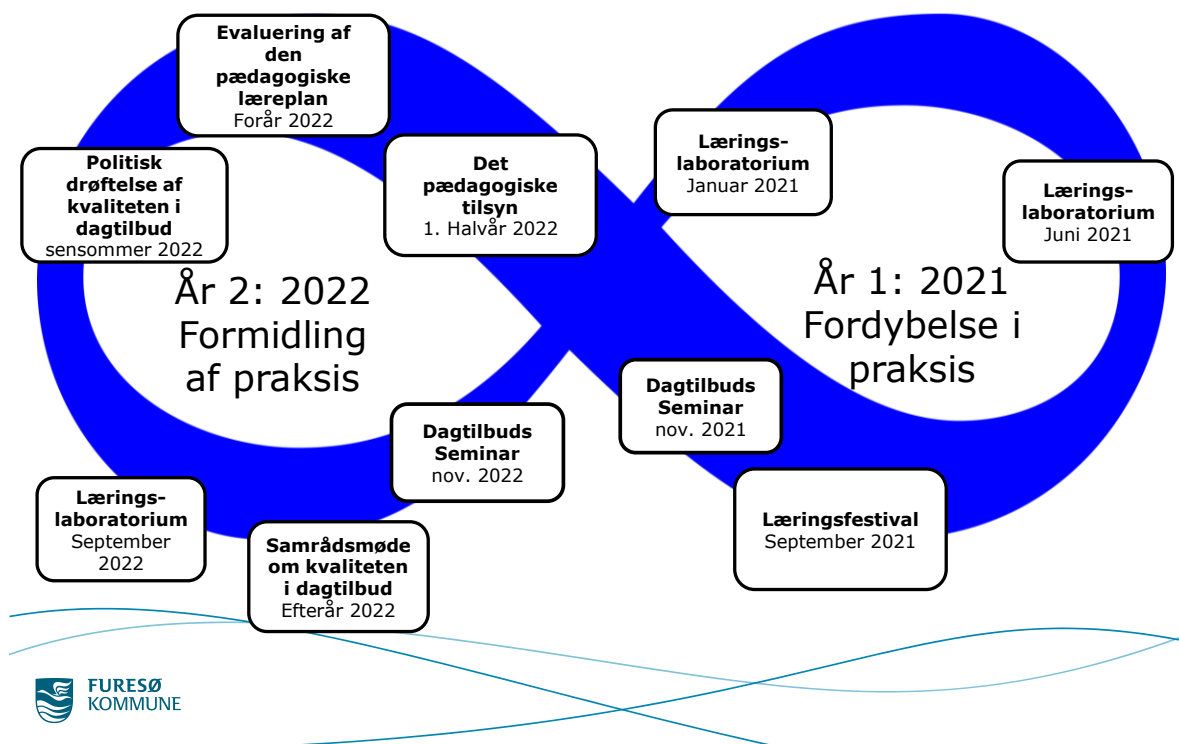 Evaluering af
den
pædagogiske
læreplan
Forår 2022
Politisk
drøftelse af
kvaliteten i
dagtilbud
sensommer 2022
Det
pædagogiske
tilsyn
1. Halvår 2022
År 2: 2022
Formidling
af praksis
Dagtilbuds
Seminar
nov. 2022
Lærings-
laboratorium
September
2022
Samrådsmøde
om kvaliteten
i dagtilbud
Efterår 2022
Lærings-
laboratorium
Januar 2021
Lærings-
laboratorium
Juni 2021
År 1: 2021
Fordybelse i
praksis
Dagtilbuds
Seminar
nov. 2021
Læringsfestival
September 2021
FURESØ
KOMMUNE